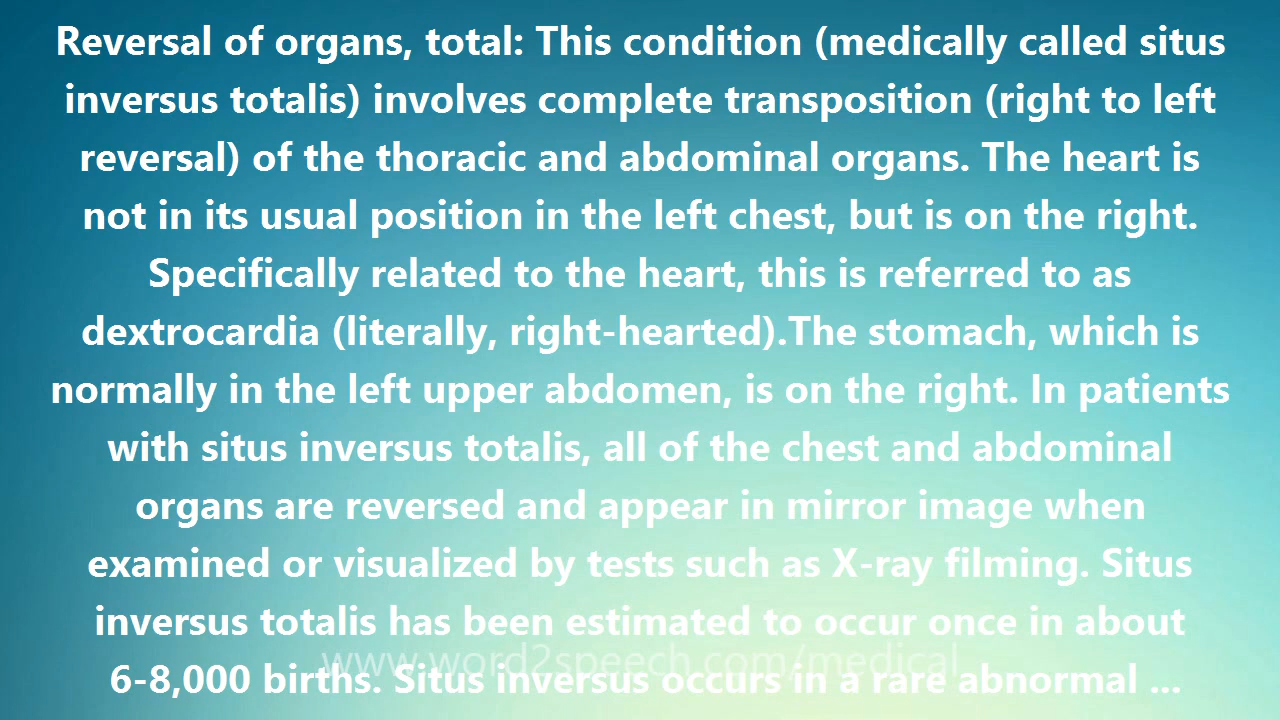 Reversal of organs, total: This condition (medically called situs
inversus totalis) involves complete transposition (right to left
reversal) of the thoracic and abdominal organs. The heart is
not in its usual position in the left chest, but is on the right.
Specifically related to the heart, this is referred to as
dextrocardia (literally, right-hearted).The stomach, which is
normally in the left upper abdomen, is on the right. In patients
with situs inversus totalis, all of the chest and abdominal
organs are reversed and appear in mirror image when
examined or visualized by tests such as X-ray filming. Situs
inversus totalis has been estimated to occur once in about
www.word2speech.com/medical
6-8,000 births. Situs inversus occurs in a rare abnormal ...